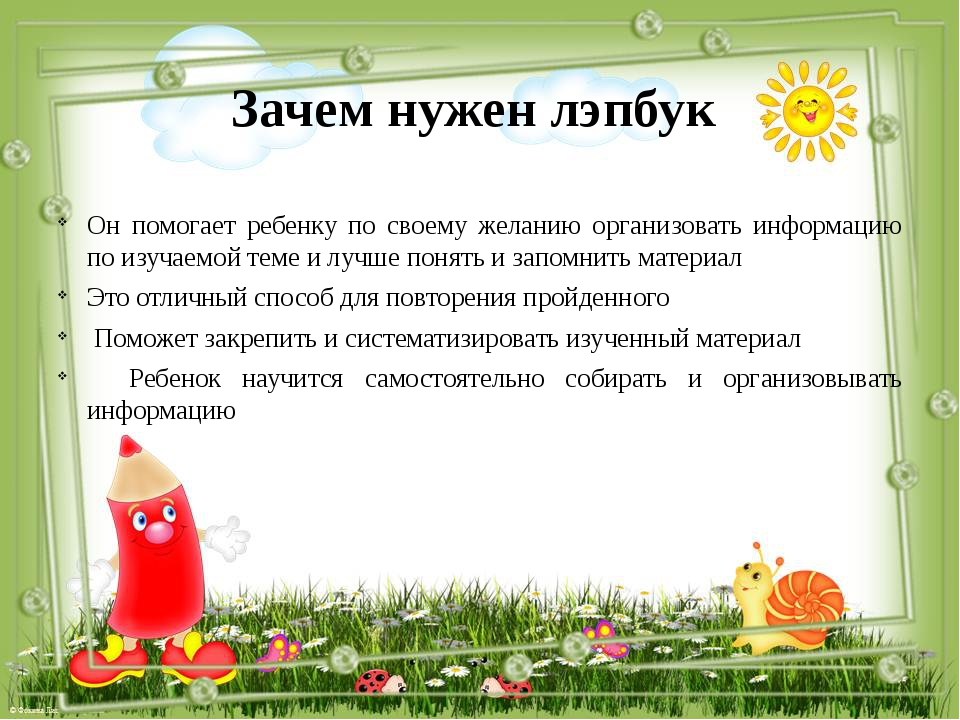 Зачем нужен лэпбук
Он помогает ребенку по своему желанию организовать информацию
по изучаемой теме и лучше понять и запомнить материал
Это отличный способ для повторения пройденного
Поможет закрепить и систематизировать изученный материал
Ребенок научится самостоятельно собирать и организовывать
информацию